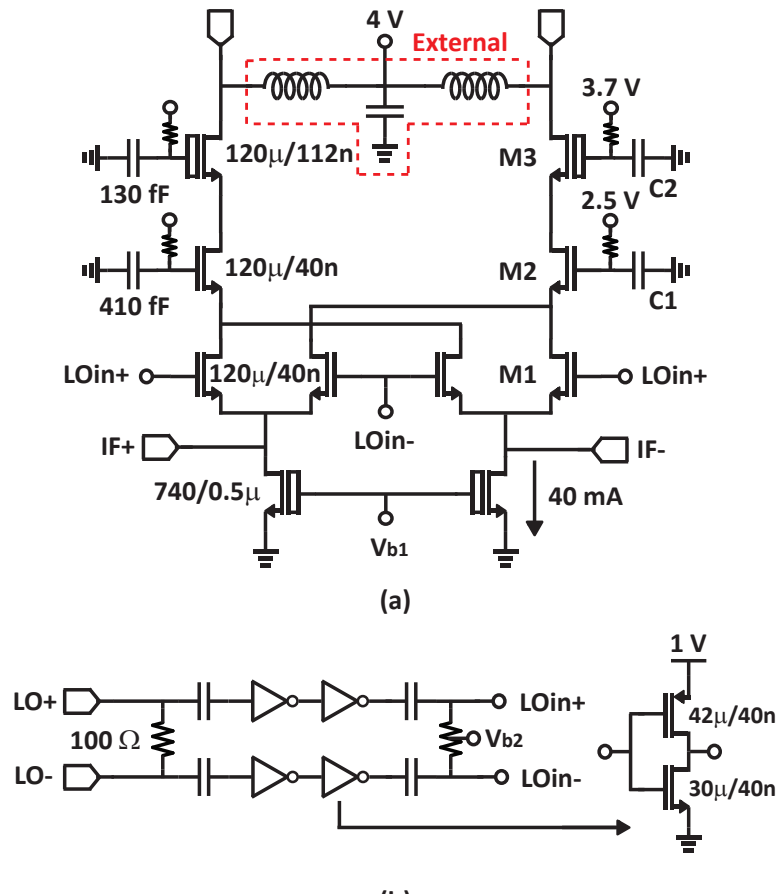 4 V
External
3.7 V
120μ/112n
M3
130 fF
C2
2.5 V
120μ/40n
M2
410 fF
C1
LOin+
120μ/40n
M1
LOin+
LOin-
IF+
IF-
740/0.5μ
40 mA
Vb1
(a)
1 V
LO+
LOin+
42μ/40n
100 Ω
Vb2
LO-
LOin-
30μ/40n